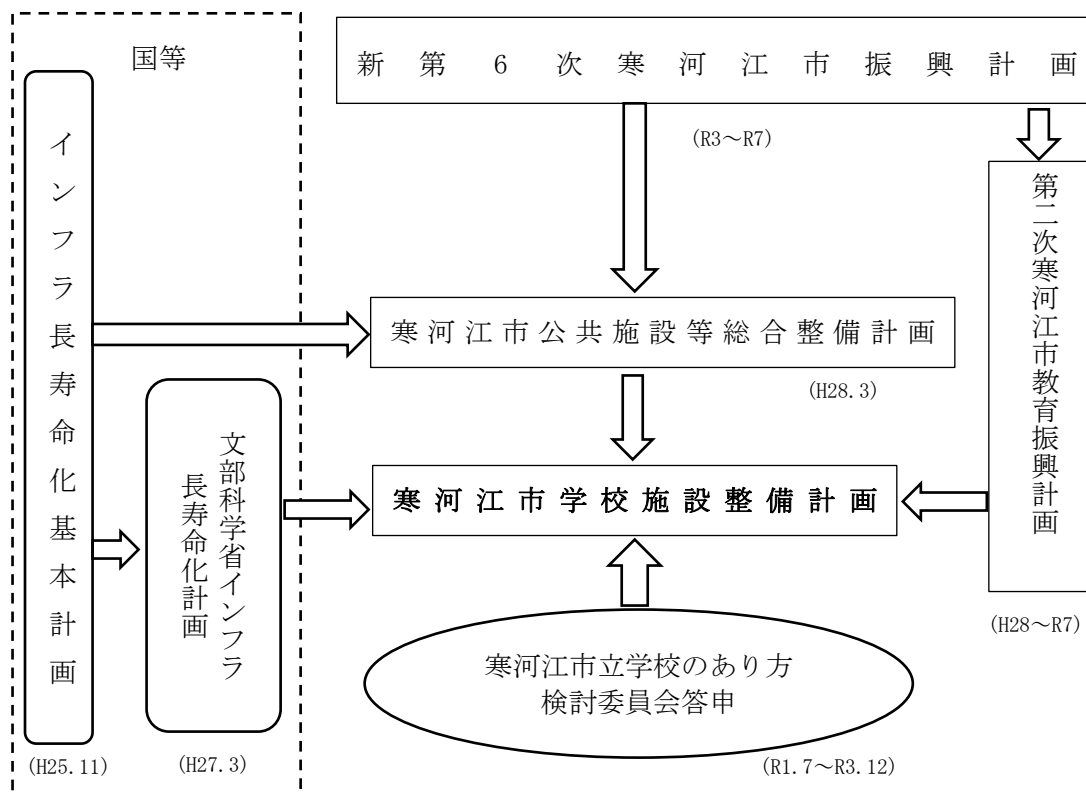 国等
新第６次寒河江市振興計画
(R3～R7)
インフラ長寿命化基本計画
第二次寒河江市教育振興計画
寒河江市公共施設等総合整備計画
(H28.3)
文部科学省インフラ
長寿命化計画
寒河江市学校施設整備計画
(H28～R7)
寒河江市立学校のあり方
検討委員会答申
(H25.11)
(H27.3)
(R1.7～R3.12)